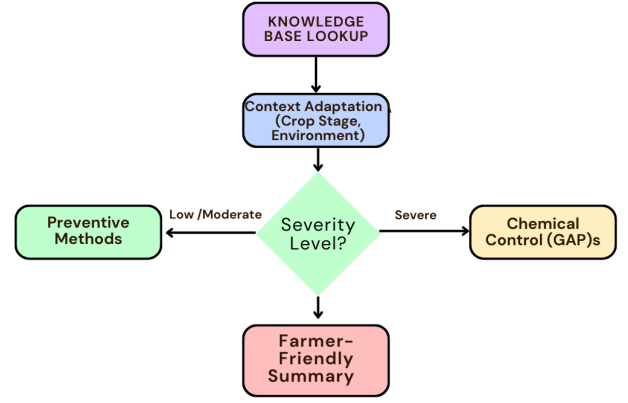 KNOWLEDGE
BASE LOOKUP
Context Adaptation
(Crop Stage,
Environment)
Low /Moderate
Severe
Preventive
Methods
Severity
Level?
Chemical
Control (GAP)s
Farmer-
Friendly
Summary